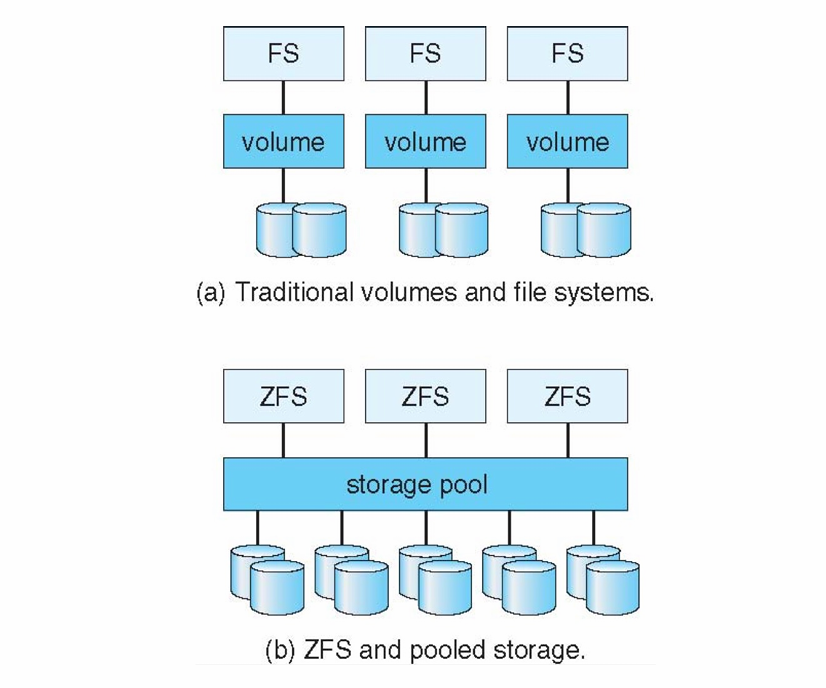 FS FS FS
volume volume volume
(a) Traditional volumes and file systems.
ZFS ZFS ZFS
storage pool
(b) ZFS and pooled storage.